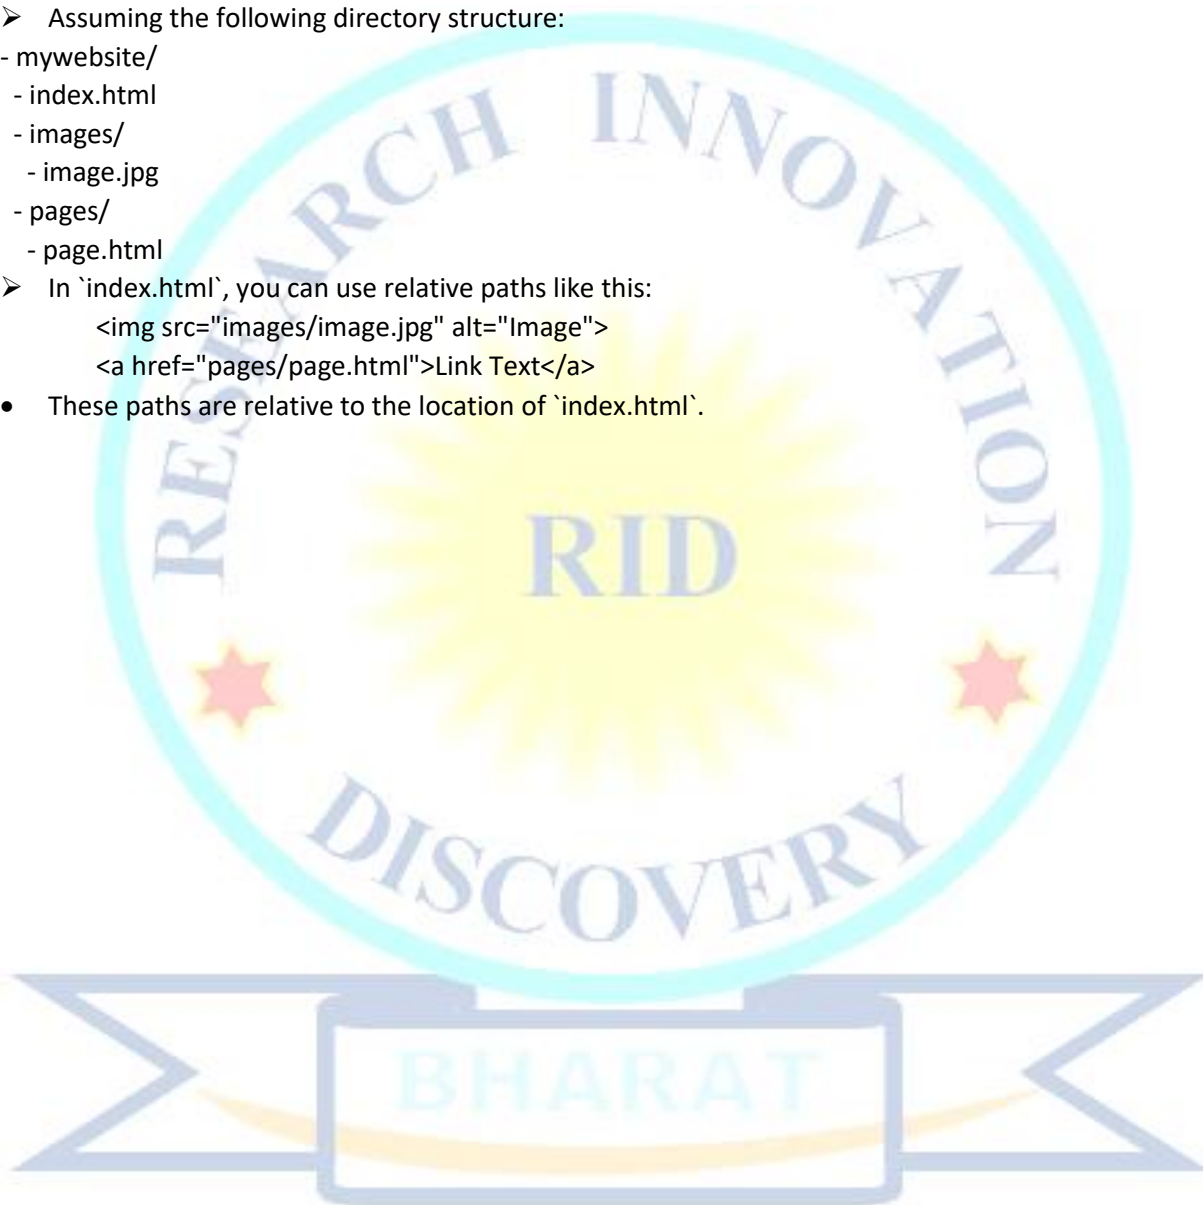 ➢ Assuming the following directory structure:
- mywebsite/
- index.html
- images/
- image.jpg
- pages/
- page.html
➢ In `index.html`, you can use relative paths like this:
<img src="images/image.jpg" alt="Image">
<a href="pages/page.html">Link Text</a>
• These paths are relative to the location of `index.html`.
RESEARCH INNOVATION
RID
DISCOVERY
BHARAT